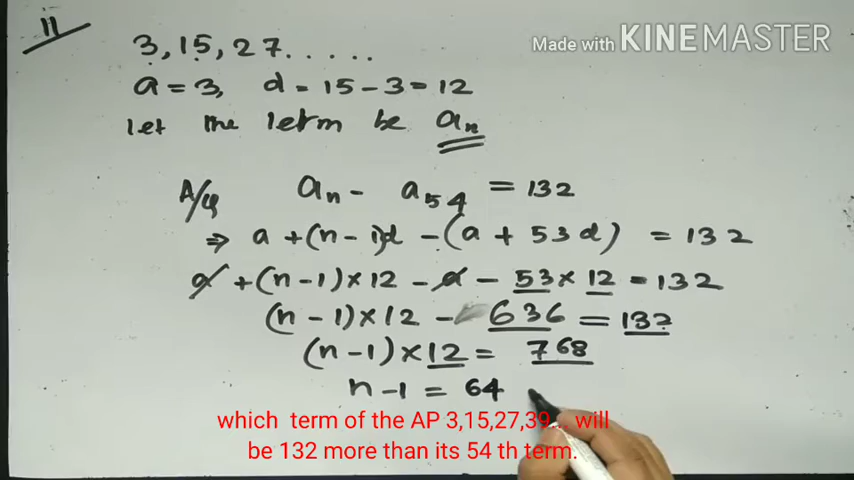 11
Made with KINEMASTER
3, 15, 27.....
a = 3, d = 15 - 3 = 12
let the term be aₙ
A/q aₙ - a₅₄ = 132
⇒ a + (n - 1)d - (a + 53d) = 132
a + (n - 1) × 12 - a - 53 × 12 = 132
(n - 1) × 12 - 636 = 132
(n - 1) × 12 = 768
n - 1 = 64
which term of the AP 3,15,27,39... will
be 132 more than its 54 th term.